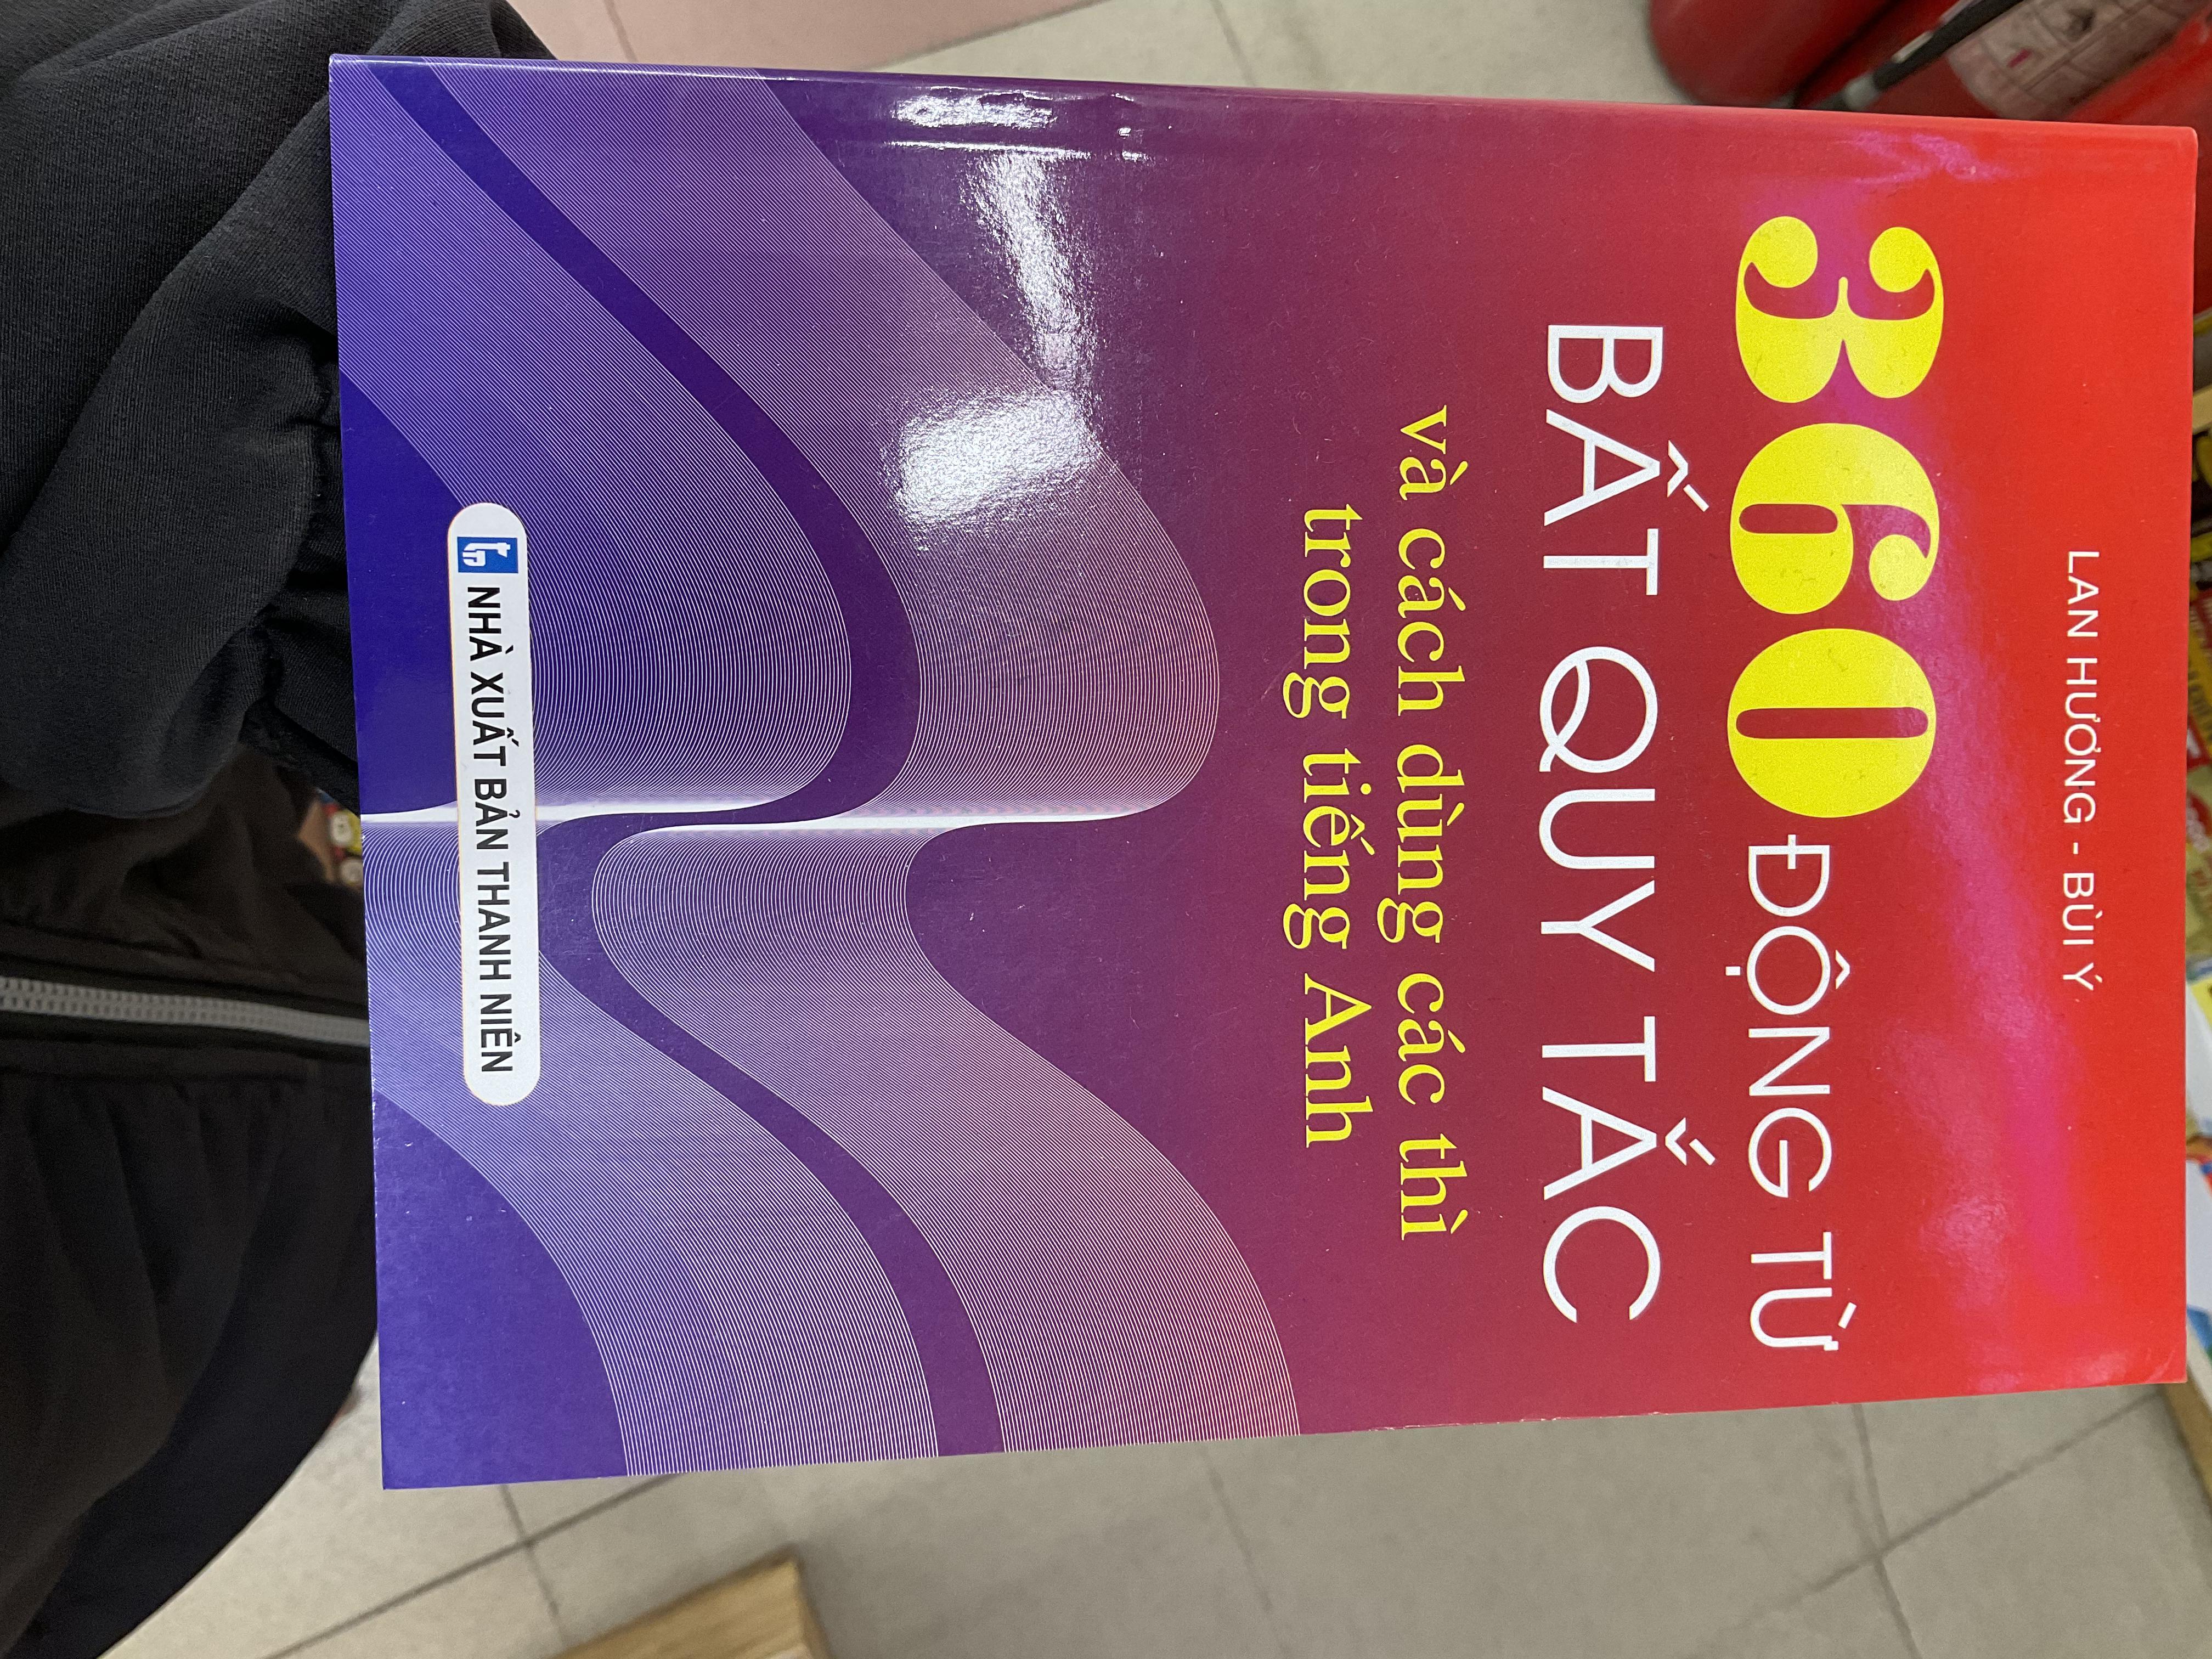 LAN HƯƠNG - BÙI Ý
360 ĐỘNG TỪ
BẤT QUY TẮC
và cách dùng các thì
trong tiếng Anh
NHÀ XUẤT BẢN THANH NIÊN